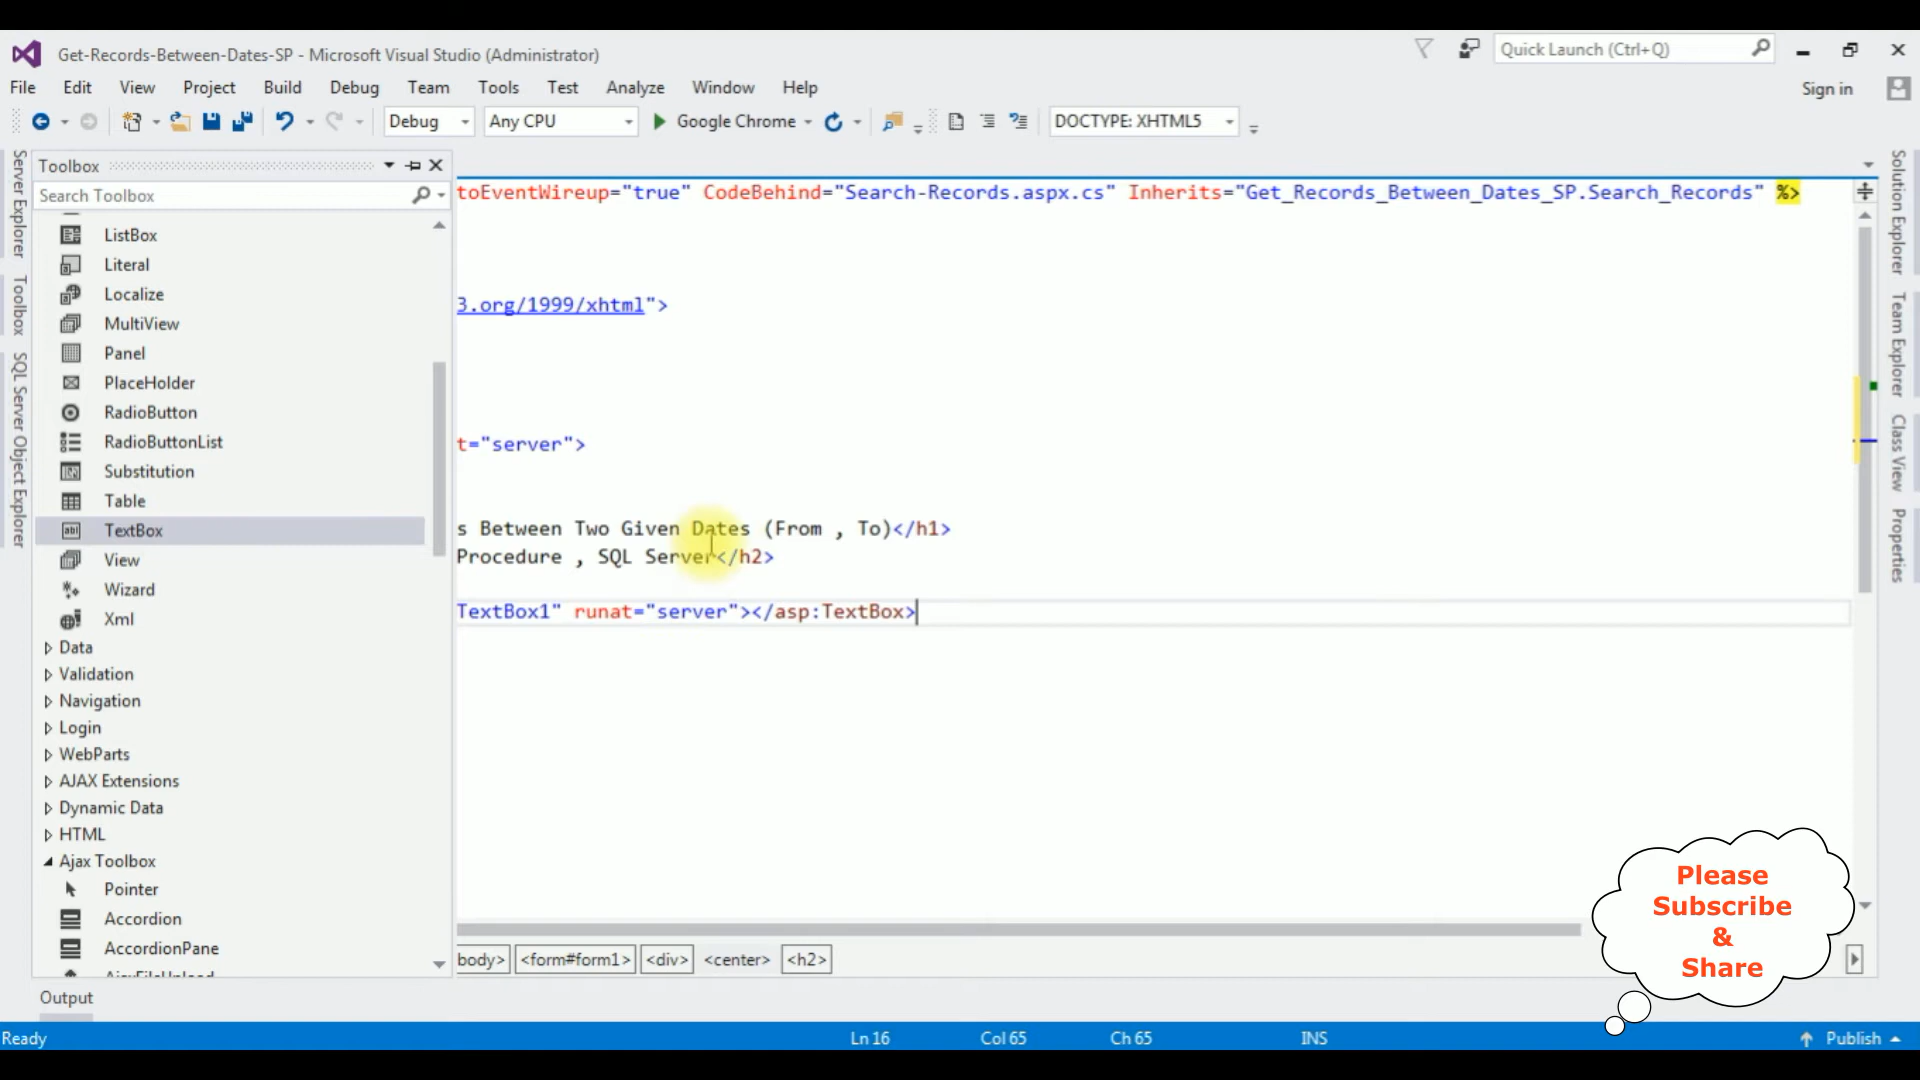 Get-Records-Between-Dates-SP - Microsoft Visual Studio (Administrator)
Quick Launch (Ctrl+Q)
File Edit View Project Build Debug Team Tools Test Analyze Window Help
Sign in
Debug Any CPU Google Chrome DOCTYPE: XHTML5
Server Explorer
Toolbox
SQL Server Object Explorer
Toolbox
Search Toolbox
ListBox
Literal
Localize
MultiView
Panel
PlaceHolder
RadioButton
RadioButtonList
Substitution
Table
TextBox
View
Wizard
Xml
Data
Validation
Navigation
Login
WebParts
AJAX Extensions
Dynamic Data
HTML
Ajax Toolbox
Pointer
Accordion
AccordionPane
AjaxFileUpload
toEventWireup="true" CodeBehind="Search-Records.aspx.cs" Inherits="Get_Records_Between_Dates_SP.Search_Records" %>
3.org/1999/xhtml">
t="server">
s Between Two Given Dates (From , To)</h1>
Procedure , SQL Server</h2>
TextBox1" runat="server"></asp:TextBox>
body> <form#form1> <div> <center> <h2>
Solution Explorer
Team Explorer
Class View
Properties
Please
Subscribe
&
Share
Output
Ready Ln 16 Col 65 Ch 65 INS Publish